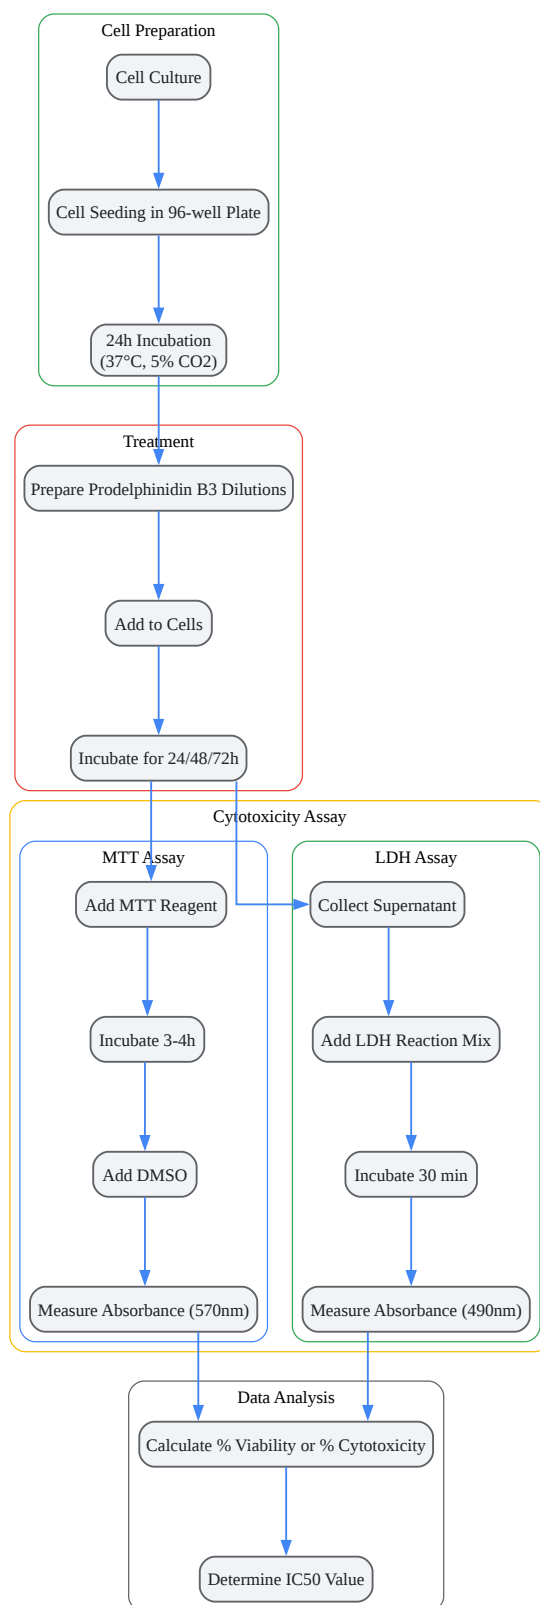 Cell Preparation
Cell Culture
Cell Seeding in 96-well Plate
24h Incubation
(37°C, 5% CO2)
Treatment
Prepare Prodelphinidin B3 Dilutions
Add to Cells
Incubate for 24/48/72h
Cytotoxicity Assay
MTT Assay
Add MTT Reagent
Incubate 3-4h
Add DMSO
Measure Absorbance (570nm)
LDH Assay
Collect Supernatant
Add LDH Reaction Mix
Incubate 30 min
Measure Absorbance (490nm)
Data Analysis
Calculate % Viability or % Cytotoxicity
Determine IC50 Value